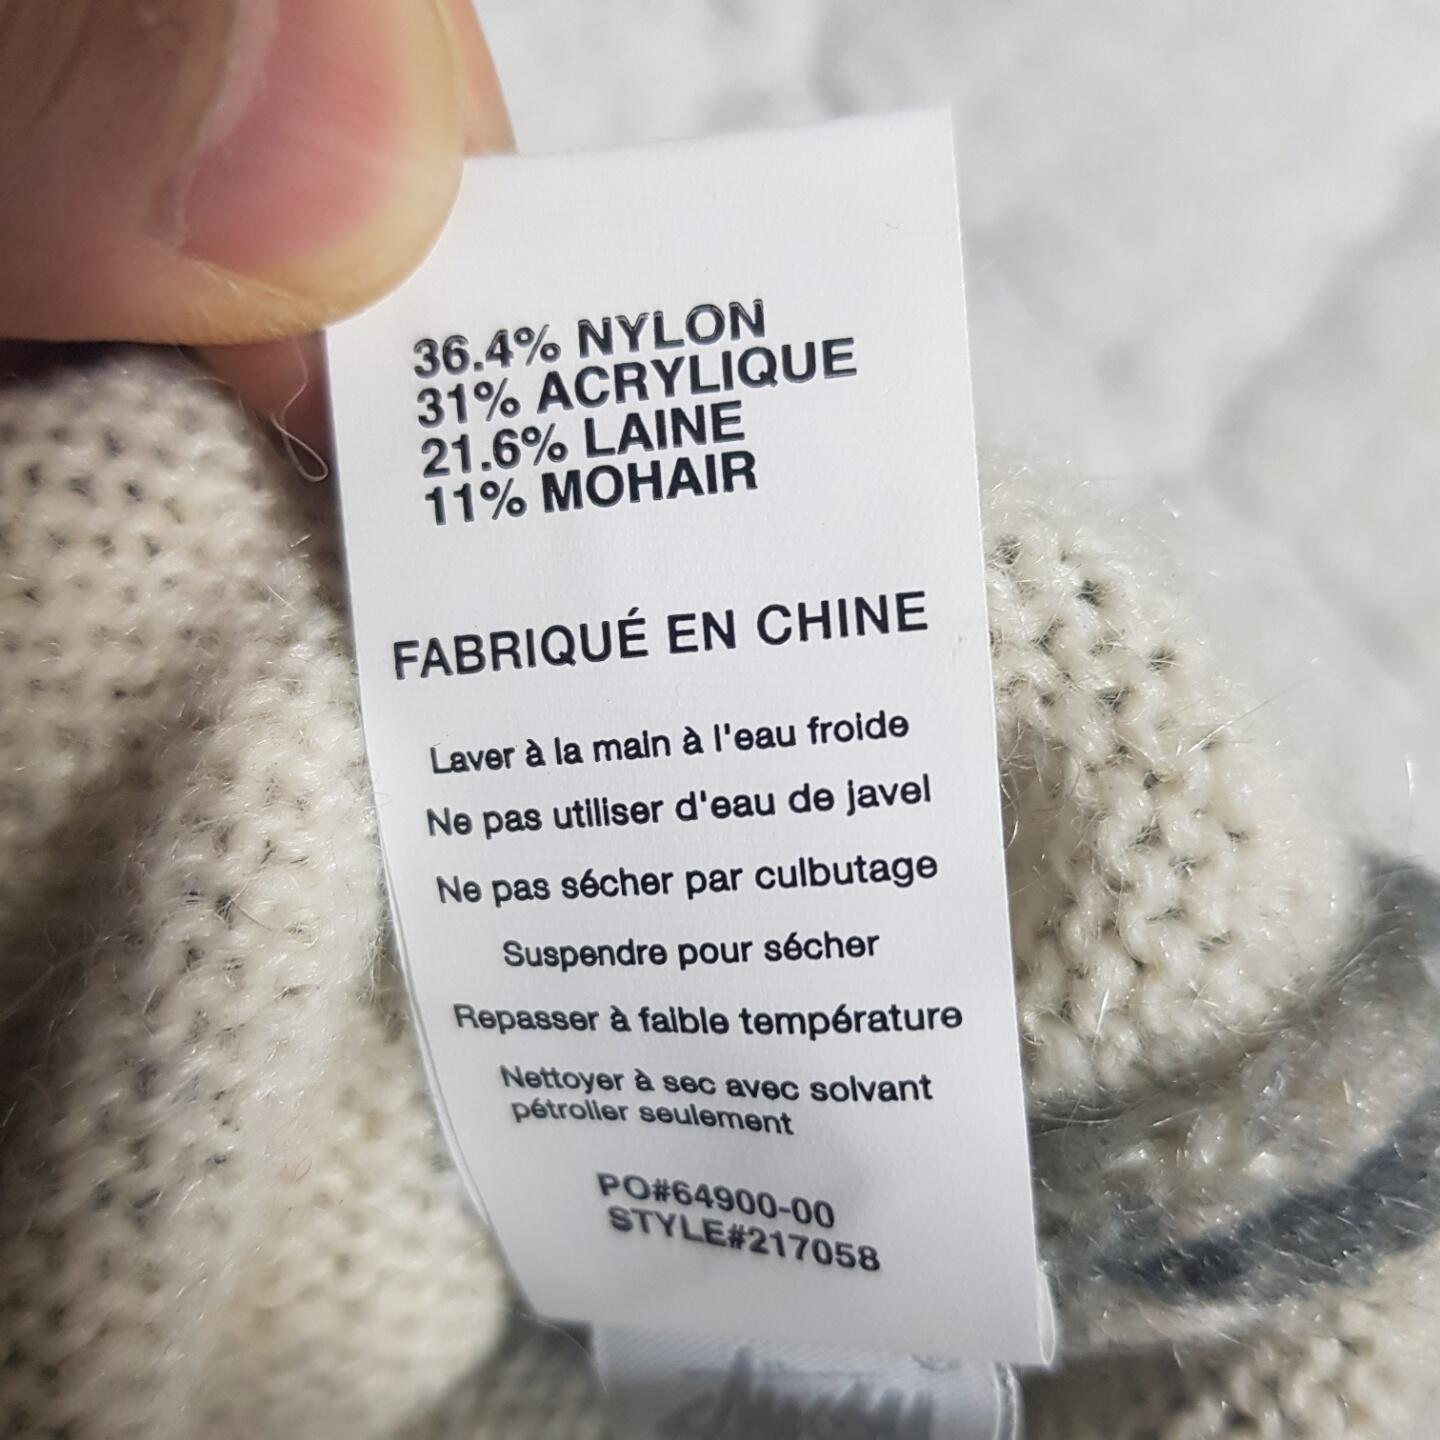 36.4% NYLON
31% ACRYLIQUE
21.6% LAINE
11% MOHAIR
FABRIQUÉ EN CHINE
Laver à la main à l'eau froide
Ne pas utiliser d'eau de javel
Ne pas sécher par culbutage
Suspendre pour sécher
Repasser à faible température
Nettoyer à sec avec solvant
pétrolier seulement
PO#64900-00
STYLE#217058